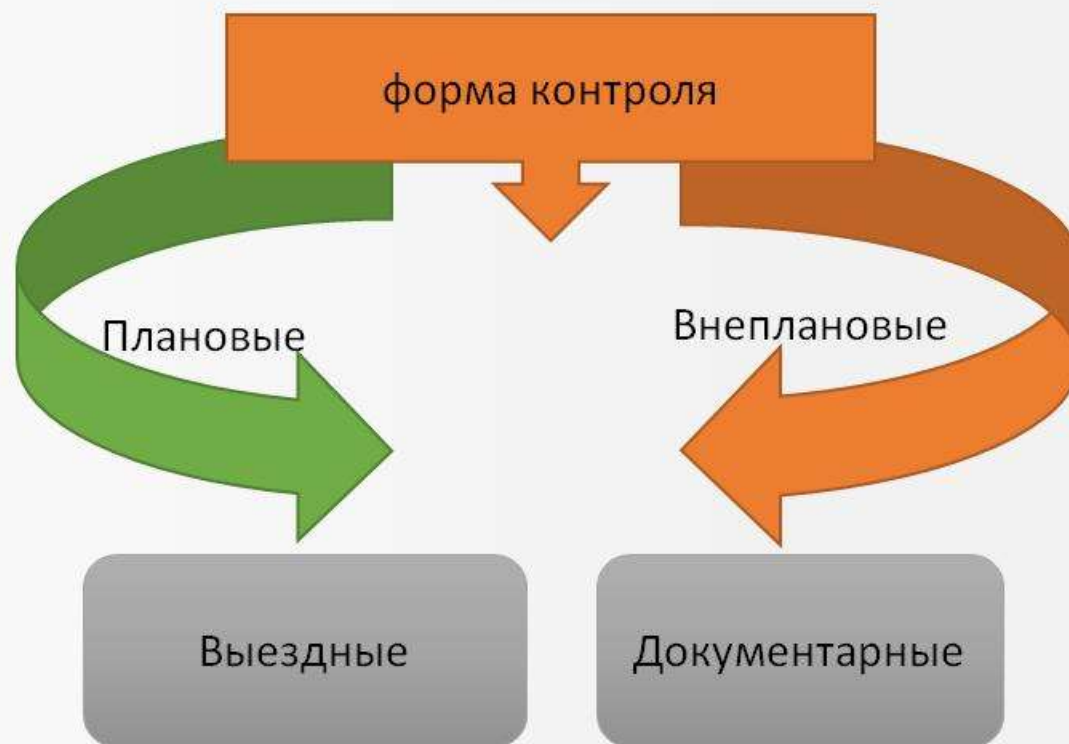 форма контроля
Плановые
Внеплановые
Выездные
Документарные